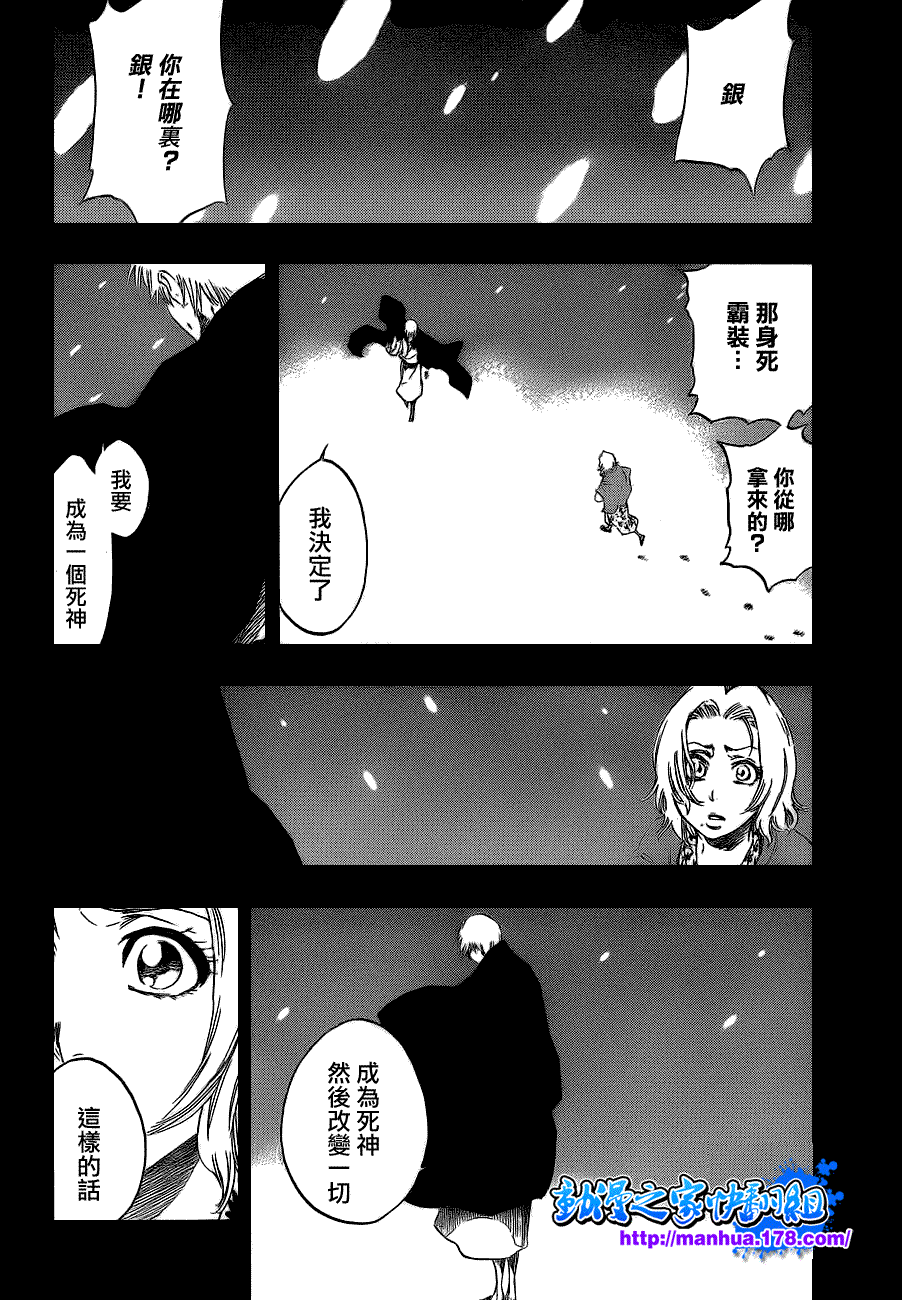 銀
你在哪裏?
銀!
那身死
霸装…
你從哪
拿來的?
我決定了
我要
成為一個死神
成為死神
然後改變一切
這樣的話
動漫之家快翻組
http://manhua.178.com/